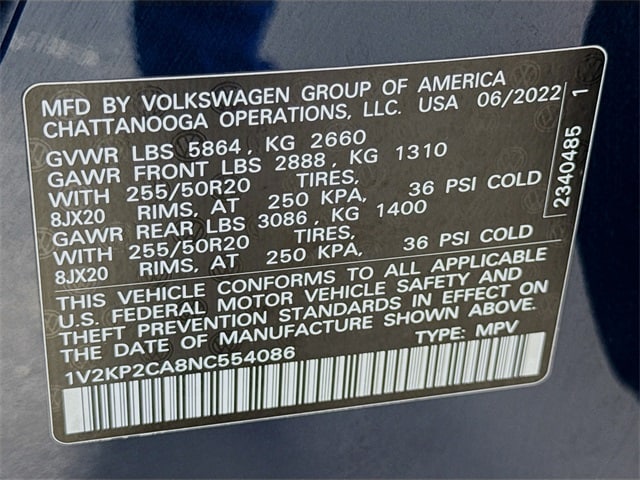 MFD BY VOLKSWAGEN GROUP OF AMERICA
CHATTANOOGA OPERATIONS, LLC. USA 06/2022
GVWR LBS 5864, KG 2660
GAWR FRONT LBS 2888, KG 1310
WITH 255/50R20 TIRES,
8JX20 RIMS, AT 250 KPA, 36 PSI COLD
GAWR REAR LBS 3086, KG 1400
WITH 255/50R20 TIRES,
8JX20 RIMS, AT 250 KPA, 36 PSI COLD
THIS VEHICLE CONFORMS TO ALL APPLICABLE
U.S. FEDERAL MOTOR VEHICLE SAFETY AND
THEFT PREVENTION STANDARDS IN EFFECT ON
THE DATE OF MANUFACTURE SHOWN ABOVE.
1V2KP2CA8NC554086 TYPE: MPV
2340485 1